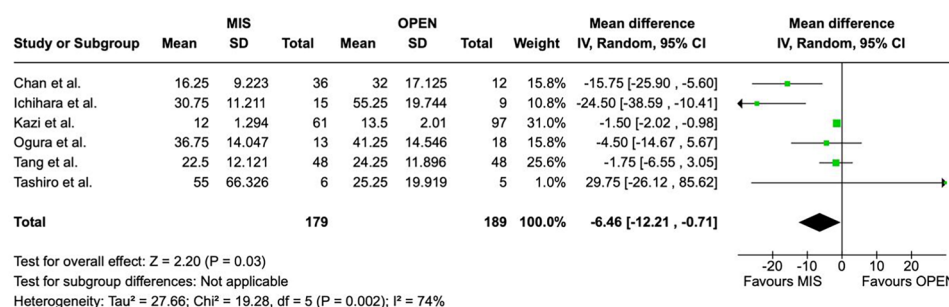 MIS OPEN Mean difference Mean difference
Study or Subgroup Mean SD Total Mean SD Total Weight IV, Random, 95% CI IV, Random, 95% CI
Chan et al. 16.25 9.223 36 32 17.125 12 15.8% -15.75 [-25.90 , -5.60]
Ichihara et al. 30.75 11.211 15 55.25 19.744 9 10.8% -24.50 [-38.59 , -10.41]
Kazi et al. 12 1.294 61 13.5 2.01 97 31.0% -1.50 [-2.02 , -0.98]
Ogura et al. 36.75 14.047 13 41.25 14.546 18 15.8% -4.50 [-14.67 , 5.67]
Tang et al. 22.5 12.121 48 24.25 11.896 48 25.6% -1.75 [-6.55 , 3.05]
Tashiro et al. 55 66.326 6 25.25 19.919 5 1.0% 29.75 [-26.12 , 85.62]
Total 179 189 100.0% -6.46 [-12.21 , -0.71]
Test for overall effect: Z = 2.20 (P = 0.03) -20 -10 0 10 20
Test for subgroup differences: Not applicable Favours MIS Favours OPEN
Heterogeneity: Tau² = 27.66; Chi² = 19.28, df = 5 (P = 0.002); I² = 74%